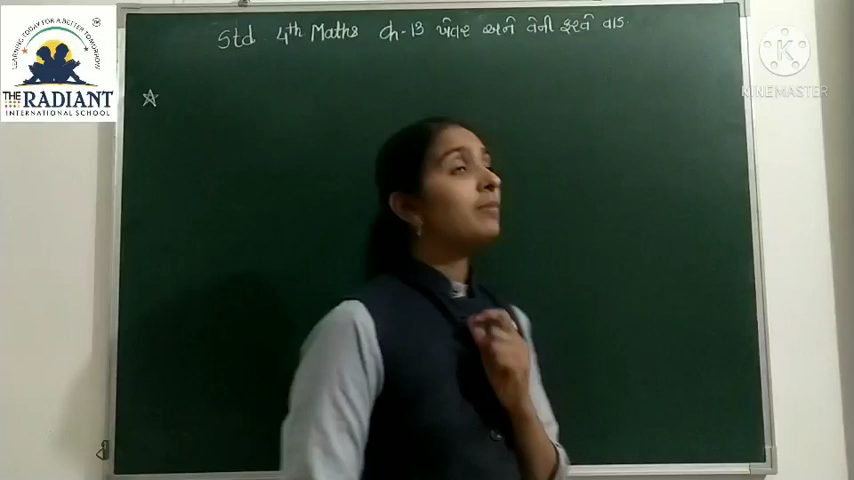 Std 4th Maths Ch-13 ખેતર અને તેની ફરતે વાડ
LEARNING TODAY FOR A BETTER TOMORROW
THE RADIANT
INTERNATIONAL SCHOOL
K
KINEMASTER